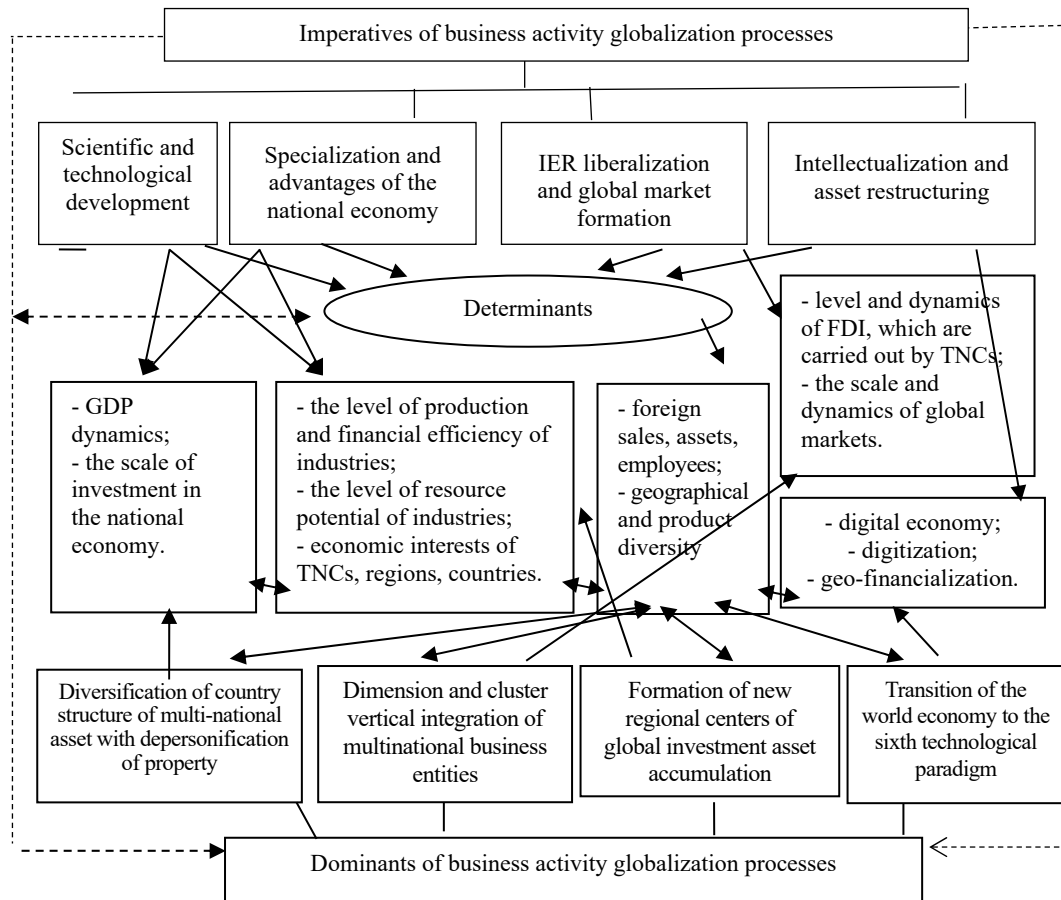 Imperatives of business activity globalization processes
Scientific and
technological
development
Specialization and
advantages of the
national economy
IER liberalization
and global market
formation
Intellectualization and
asset restructuring
Determinants
- level and dynamics
of FDI, which are
carried out by TNCs;
- the scale and
dynamics of global
markets.
- GDP
dynamics;
- the scale of
investment in
the national
economy.
- the level of production
and financial efficiency of
industries;
- the level of resource
potential of industries;
- economic interests of
TNCs, regions, countries.
- foreign
sales, assets,
employees;
- geographical
and product
diversity
- digital economy;
- digitization;
- geo-financialization.
Diversification of country
structure of multi-national
asset with depersonification
of property
Dimension and cluster
vertical integration of
multinational business
entities
Formation of new
regional centers of
global investment asset
accumulation
Transition of the
world economy to the
sixth technological
paradigm
Dominants of business activity globalization processes